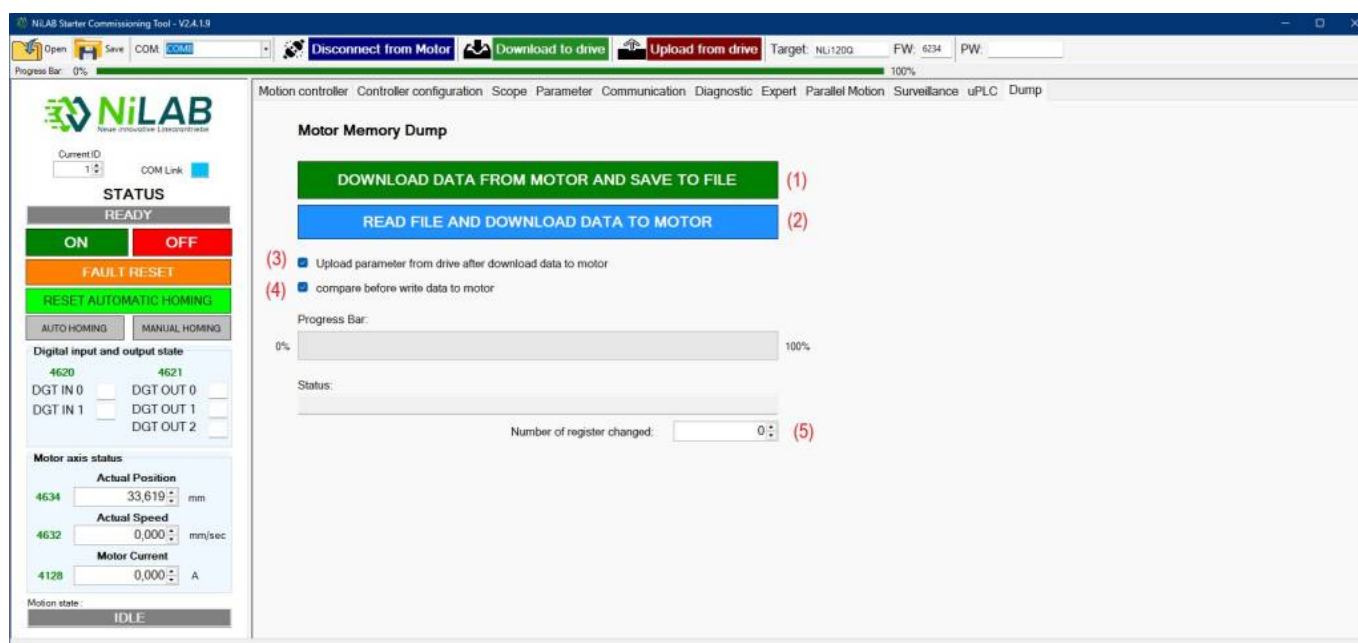 NiLAB Starter Commissioning Tool - V2.4.1.9
Open Save COM: COM8 Disconnect from Motor Download to drive Upload from drive Target: NLi120Q FW: 6234 PW:
Progress Bar: 0% 100%
Motion controller Controller configuration Scope Parameter Communication Diagnostic Expert Parallel Motion Surveillance uPLC Dump
NiLAB
Neue innovative Linearantriebe
Current ID
1 COM Link
STATUS
READY
ON OFF
FAULT RESET
RESET AUTOMATIC HOMING
AUTO HOMING MANUAL HOMING
Digital input and output state
4620 4621
DGT IN 0 DGT OUT 0
DGT IN 1 DGT OUT 1
DGT OUT 2
Motor axis status
Actual Position
4634 33,619 mm
Actual Speed
4632 0,000 mm/sec
Motor Current
4128 0,000 A
Motion state :
IDLE
Motor Memory Dump
DOWNLOAD DATA FROM MOTOR AND SAVE TO FILE (1)
READ FILE AND DOWNLOAD DATA TO MOTOR (2)
(3) Upload parameter from drive after download data to motor
(4) compare before write data to motor
Progress Bar:
0% 100%
Status:
Number of register changed: 0 (5)